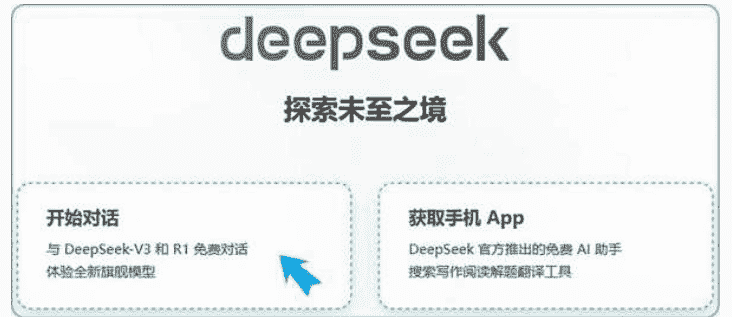 deepseek
探索未至之境
开始对话
与 DeepSeek-V3 和 R1 免费对话
体验全新旗舰模型
获取手机 App
DeepSeek 官方推出的免费 AI 助手
搜索写作阅读解题翻译工具